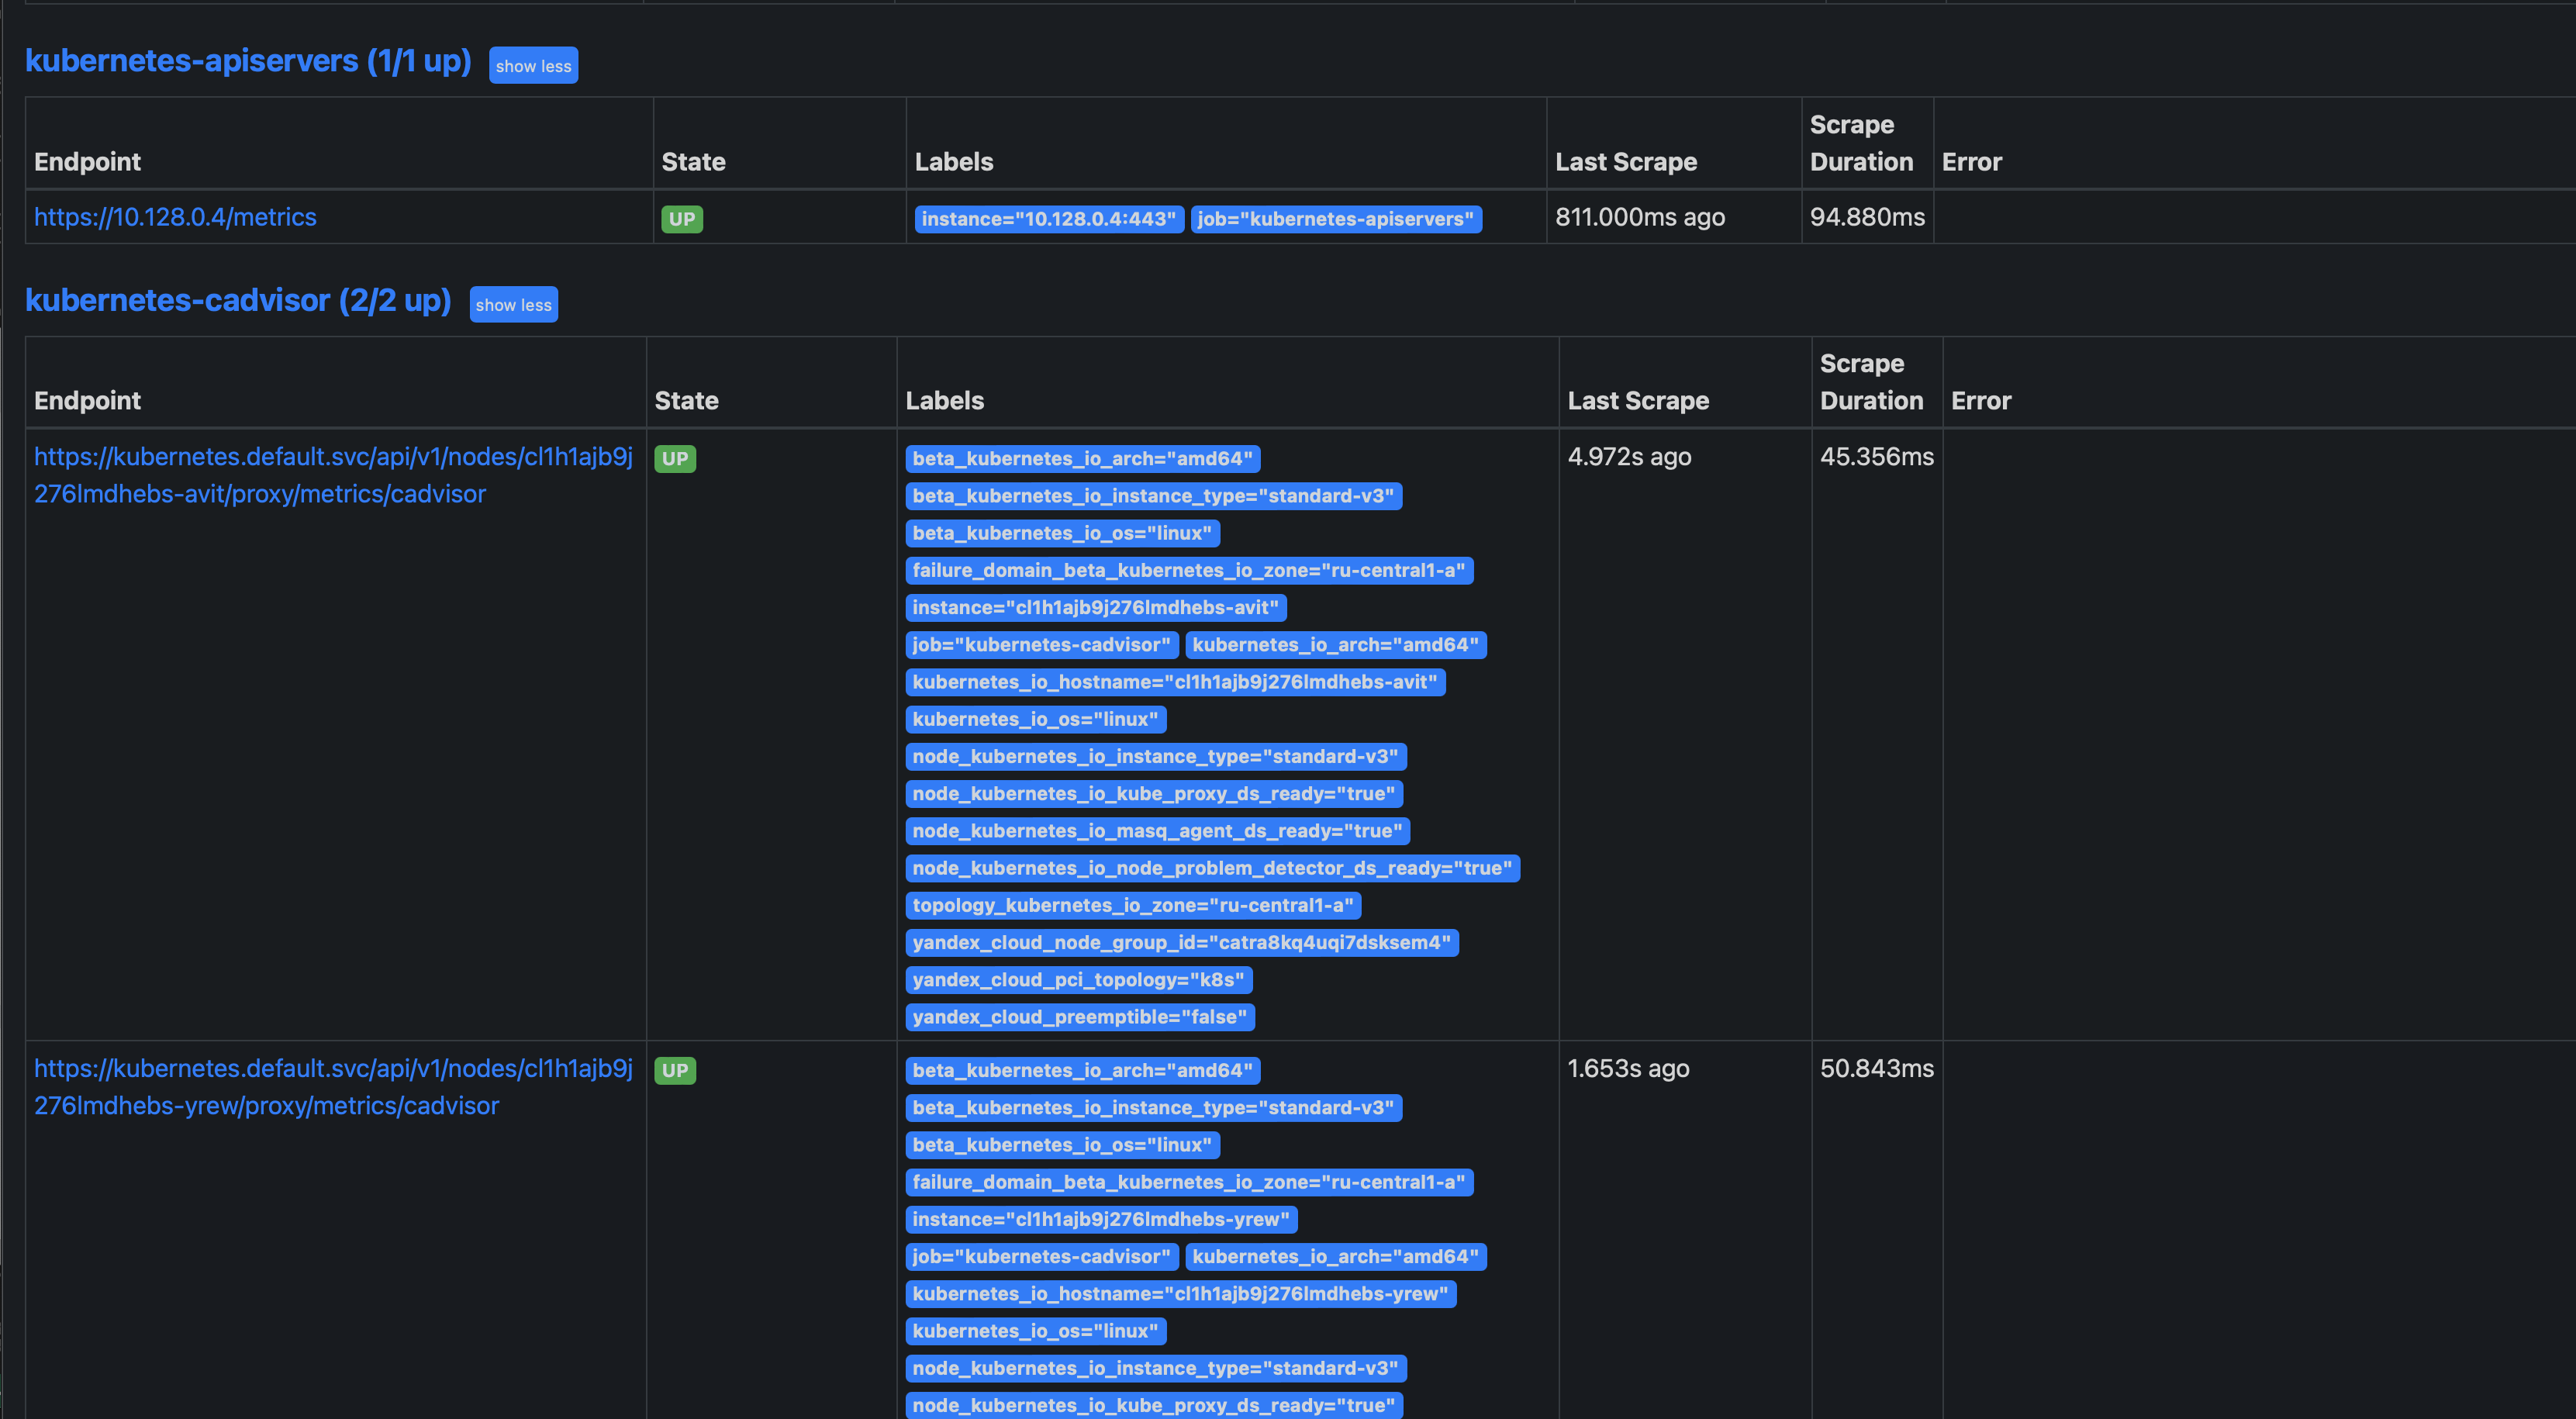 kubernetes-apiservers (1/1 up) show less
Endpoint State Labels Last Scrape Scrape Duration Error
https://10.128.0.4/metrics UP instance="10.128.0.4:443" job="kubernetes-apiservers" 811.000ms ago 94.880ms
kubernetes-cadvisor (2/2 up) show less
Endpoint State Labels Last Scrape Scrape Duration Error
https://kubernetes.default.svc/api/v1/nodes/cl1h1ajb9j UP beta_kubernetes_io_arch="amd64" 4.972s ago 45.356ms
276lmdhebs-avit/proxy/metrics/cadvisor beta_kubernetes_io_instance_type="standard-v3"
beta_kubernetes_io_os="linux"
failure_domain_beta_kubernetes_io_zone="ru-central1-a"
instance="cl1h1ajb9j276lmdhebs-avit"
job="kubernetes-cadvisor" kubernetes_io_arch="amd64"
kubernetes_io_hostname="cl1h1ajb9j276lmdhebs-avit"
kubernetes_io_os="linux"
node_kubernetes_io_instance_type="standard-v3"
node_kubernetes_io_kube_proxy_ds_ready="true"
node_kubernetes_io_masq_agent_ds_ready="true"
node_kubernetes_io_node_problem_detector_ds_ready="true"
topology_kubernetes_io_zone="ru-central1-a"
yandex_cloud_node_group_id="catra8kq4uqi7dsksem4"
yandex_cloud_pci_topology="k8s"
yandex_cloud_preemptible="false"
https://kubernetes.default.svc/api/v1/nodes/cl1h1ajb9j UP beta_kubernetes_io_arch="amd64" 1.653s ago 50.843ms
276lmdhebs-yrew/proxy/metrics/cadvisor beta_kubernetes_io_instance_type="standard-v3"
beta_kubernetes_io_os="linux"
failure_domain_beta_kubernetes_io_zone="ru-central1-a"
instance="cl1h1ajb9j276lmdhebs-yrew"
job="kubernetes-cadvisor" kubernetes_io_arch="amd64"
kubernetes_io_hostname="cl1h1ajb9j276lmdhebs-yrew"
kubernetes_io_os="linux"
node_kubernetes_io_instance_type="standard-v3"
node_kubernetes_io_kube_proxy_ds_ready="true"